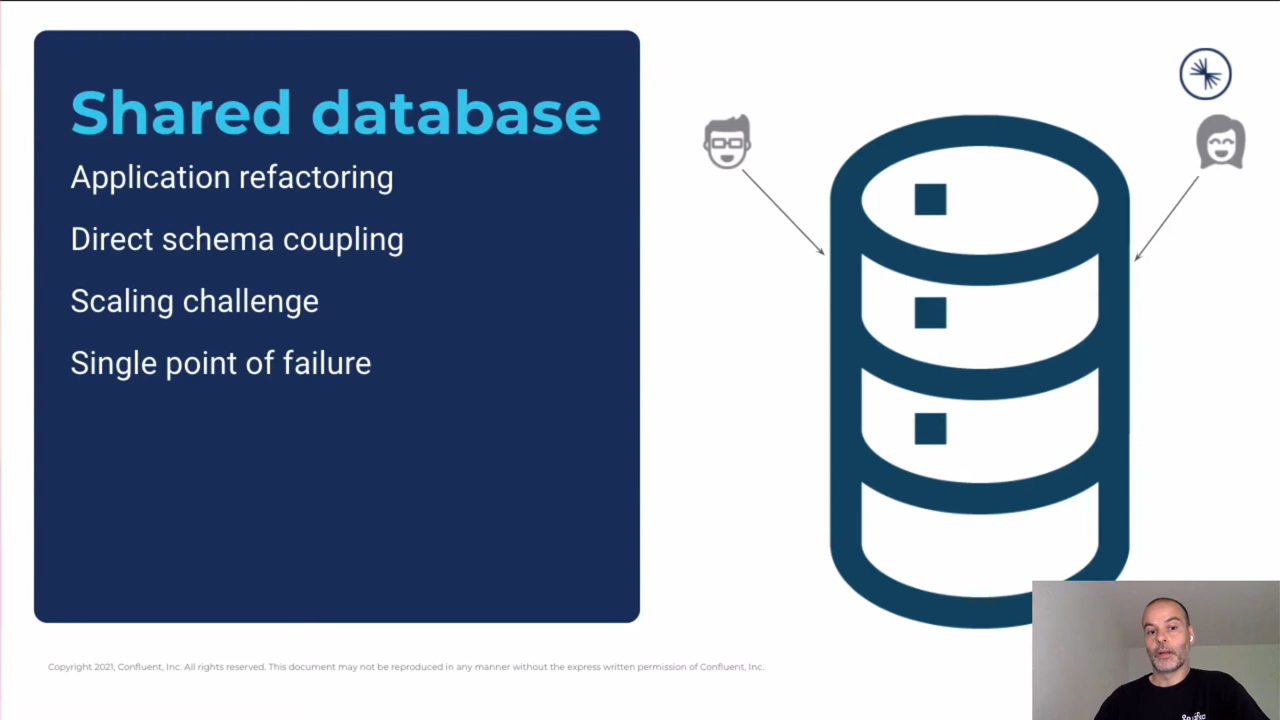 Shared database
Application refactoring
Direct schema coupling
Scaling challenge
Single point of failure
Copyright 2021, Confluent, Inc. All rights reserved. This document may not be reproduced in any manner without the express written permission of Confluent, Inc.